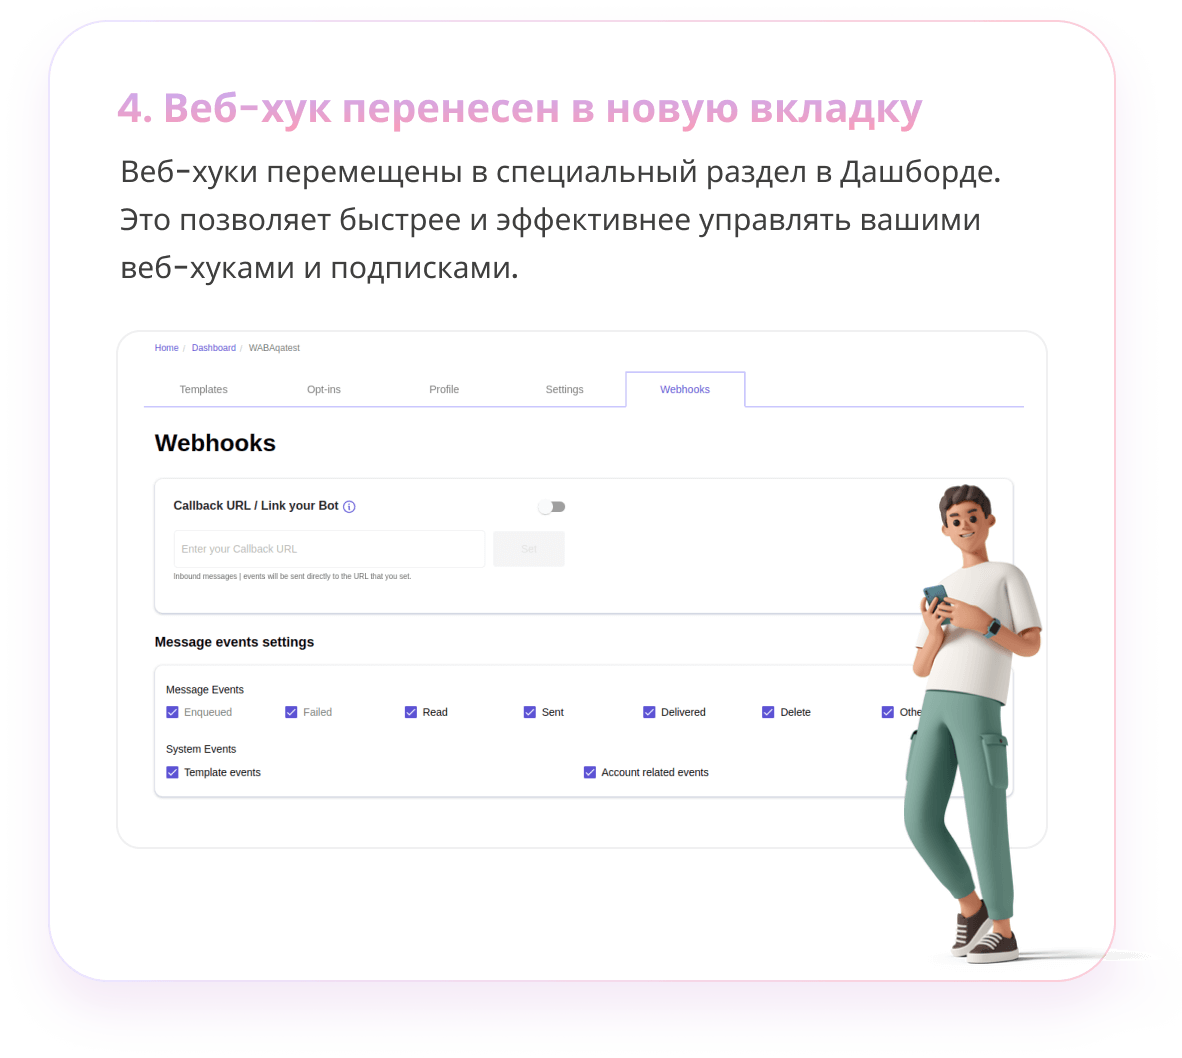 4. Веб-хук перенесен в новую вкладку
Веб-хуки перемещены в специальный раздел в Дашборде.
Это позволяет быстрее и эффективнее управлять вашими
веб-хуками и подписками.
Home / Dashboard / WABAqatest
Templates Opt-ins Profile Settings Webhooks
Webhooks
Callback URL / Link your Bot
Enter your Callback URL Set
Inbound messages | events will be sent directly to the URL that you set.
Message events settings
Message Events
Enqueued Failed Read Sent Delivered Delete
System Events
Template events Account related events